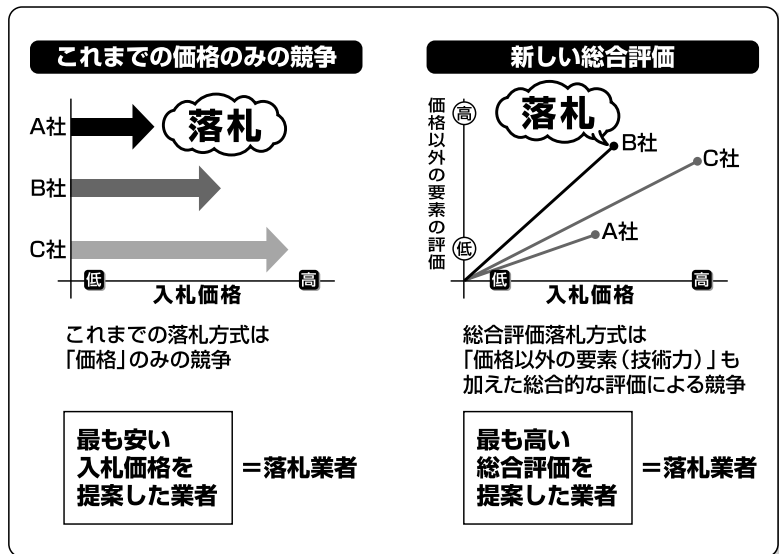 これまでの価格のみの競争
A社
落札
B社
C社
低
高
入札価格
これまでの落札方式は
「価格」のみの競争
最も安い
入札価格を
提案した業者
＝落札業者
新しい総合評価
価格以外の要素の評価
高
低
落札
B社
C社
A社
低
高
入札価格
総合評価落札方式は
「価格以外の要素（技術力）」も
加えた総合的な評価による競争
最も高い
総合評価を
提案した業者
＝落札業者